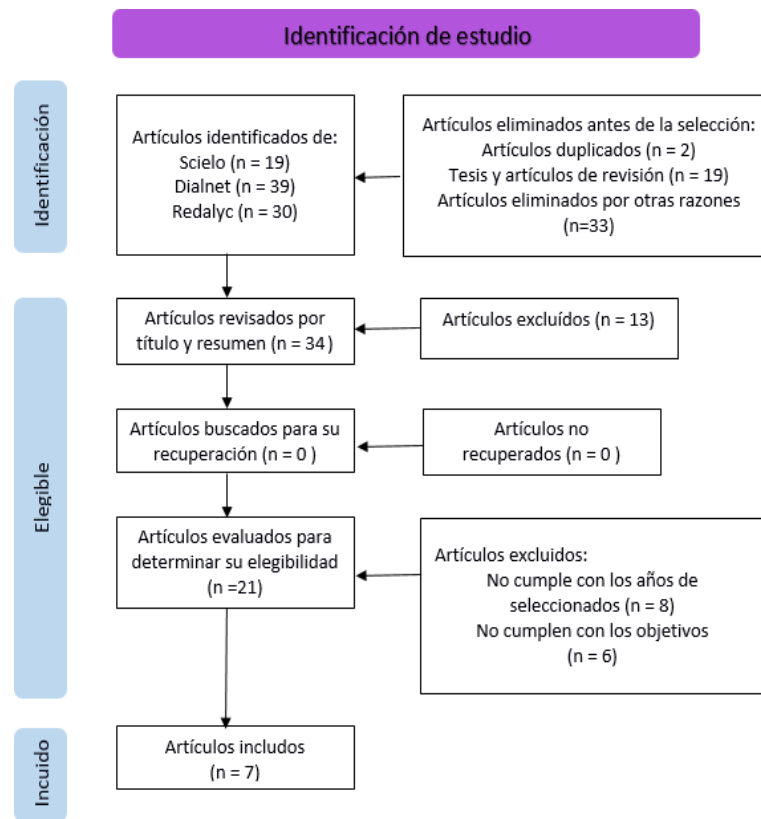 Identificación de estudio
Identificación
Artículos identificados de:
Scielo (n = 19)
Dialnet (n = 39)
Redalyc (n = 30)
Artículos eliminados antes de la selección:
Artículos duplicados (n = 2)
Tesis y artículos de revisión (n = 19)
Artículos eliminados por otras razones
(n=33)
Elegible
Artículos revisados por
título y resumen (n = 34 )
Artículos excluídos (n = 13)
Artículos buscados para su
recuperación (n = 0 )
Artículos no
recuperados (n = 0 )
Artículos evaluados para
determinar su elegibilidad
(n =21)
Artículos excluidos:
No cumple con los años de
seleccionados (n = 8)
No cumplen con los objetivos
(n = 6)
Incuido
Artículos includos
(n = 7)